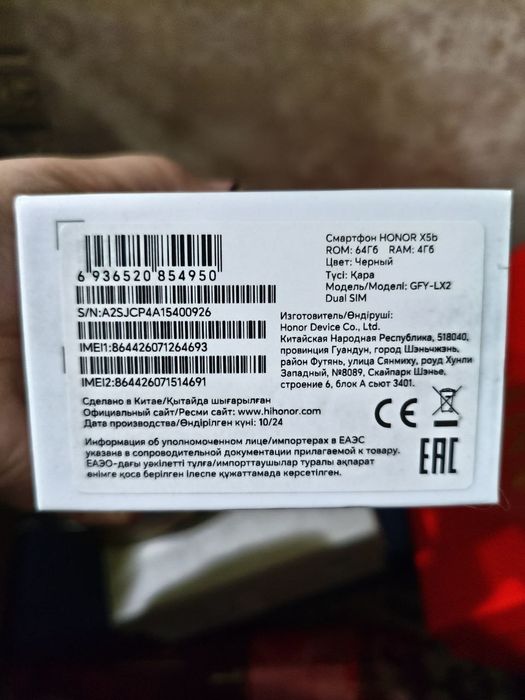 6 936520 854950
S/N:A2SJCP4A15400926
IMEI1:864426071264693
IMEI2:864426071514691
Сделано в Китае/Қытайда шығарылған
Официальный сайт/Ресми сайт: www.hihonor.com
Дата производства/Өндірілген күні: 10/24
Смартфон HONOR X5b
ROM: 64Гб RAM: 4Гб
Цвет: Черный
Түсі: Қара
Модель/Моделі: GFY-LX2
Dual SIM
Изготовитель/Өндіруші:
Honor Device Co., Ltd.
Китайская Народная Республика, 518040,
провинция Гуандун, город Шэньчжэнь,
район Футянь, улица Сянмиху, роуд Хунли
Западный, №8089, Скайпарк Шэнье,
строение 6, блок А сьют 3401.
CE
Информация об уполномоченном лице/импортерах в ЕАЭС
указана в сопроводительной документации прилагаемой к товару.
ЕАЭО-дағы уәкілетті тұлға/импорттаушылар туралы ақпарат
өнімге қоса берілген ілеспе құжаттамада көрсетілген.
EAC